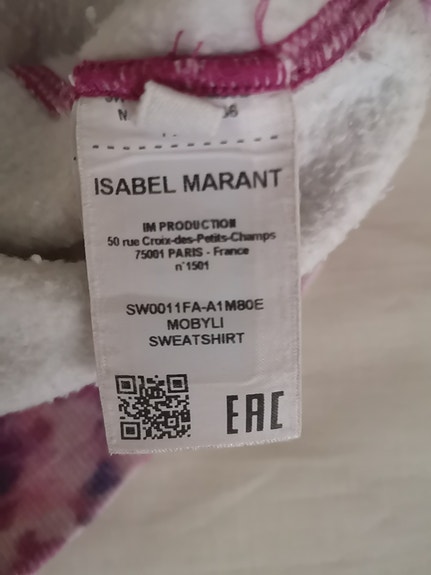 ISABEL MARANT
IM PRODUCTION
50 rue Croix-des-Petits-Champs
75001 PARIS - France
n°1501
SW0011FA-A1M80E
MOBYLI
SWEATSHIRT
EAC